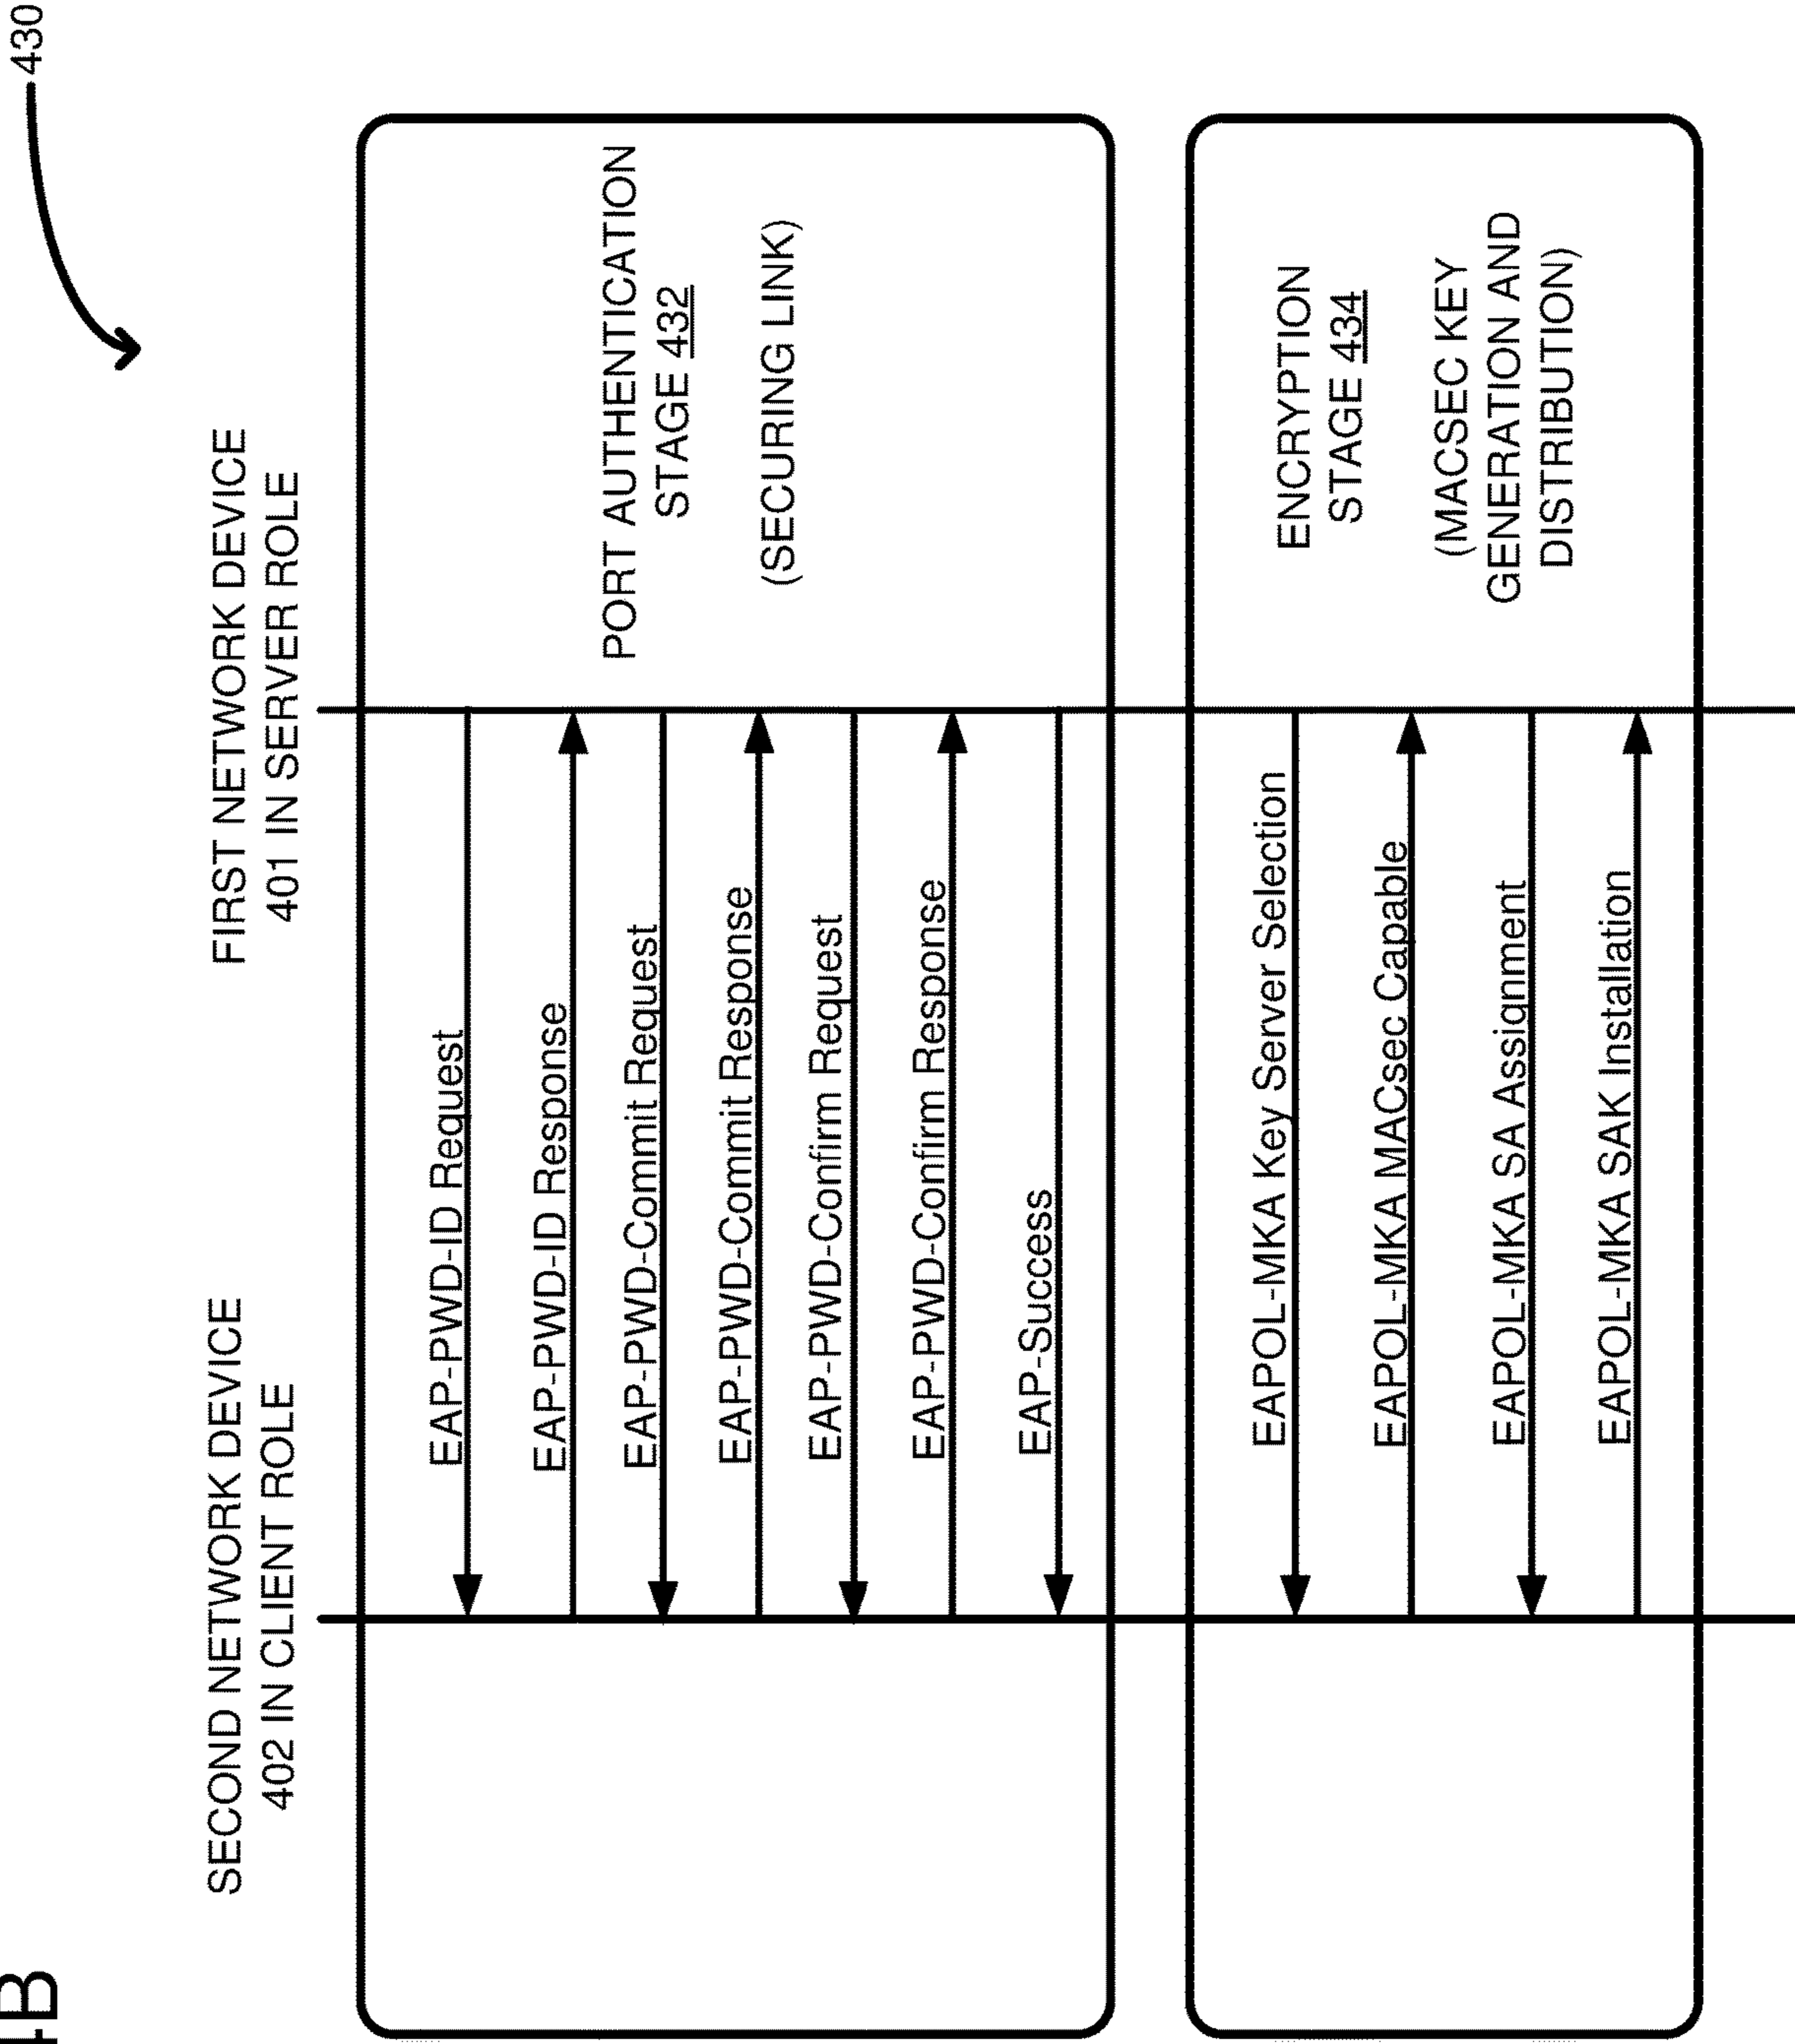 4B
430
SECOND NETWORK DEVICE
402 IN CLIENT ROLE
FIRST NETWORK DEVICE
401 IN SERVER ROLE
EAP-PWD-ID Request
EAP-PWD-ID Response
EAP-PWD-Commit Request
EAP-PWD-Commit Response
EAP-PWD-Confirm Request
EAP-PWD-Confirm Response
EAP-Success
PORT AUTHENTICATION
STAGE 432
(SECURING LINK)
EAPOL-MKA Key Server Selection
EAPOL-MKA MACsec Capable
EAPOL-MKA SA Assignment
EAPOL-MKA SAK Installation
ENCRYPTION
STAGE 434
(MACSEC KEY
GENERATION AND
DISTRIBUTION)